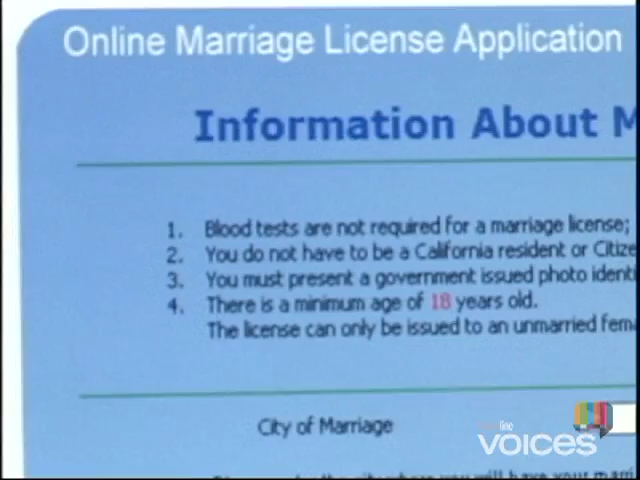 Online Marriage License Application
Information About M
1. Blood tests are not required for a marriage license;
2. You do not have to be a California resident or Citize
3. You must present a government issued photo identi
4. There is a minimum age of 18 years old.
The license can only be issued to an unmarried fema
City of Marriage
line
voices